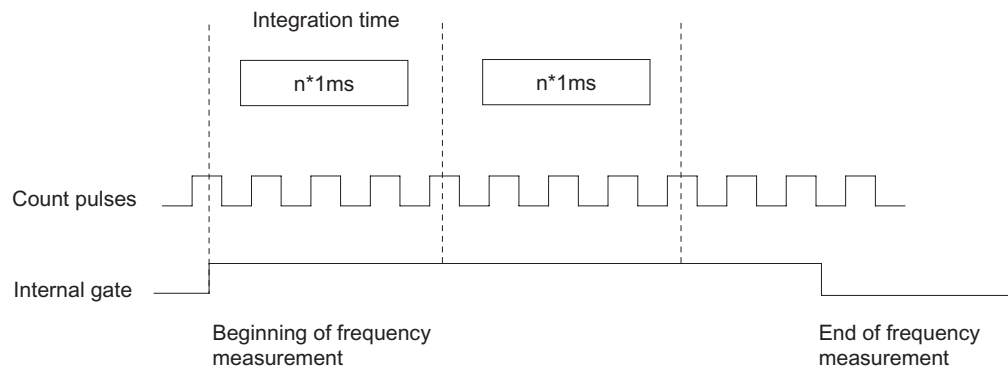 Integration time
n*1ms
n*1ms
Count pulses
Internal gate
Beginning of frequency
measurement
End of frequency
measurement